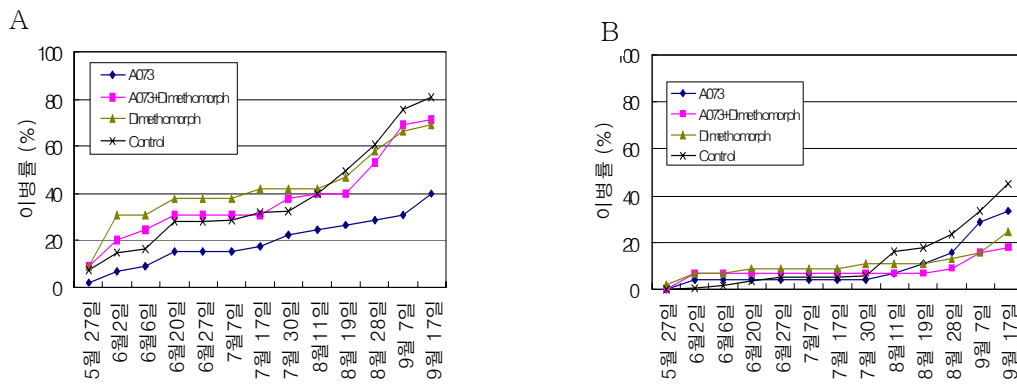 A
100
80
60
40
20
0
이병률 (%)
A073
A073+Dimethomorph
Dimethomorph
Control
5월 27일
6월2일
6월6일
6월20일
6월27일
7월7일
7월 17일
7월 30일
8월11일
8월 19일
8월 28일
9월 7일
9월 17일
B
00
80
60
40
20
0
이병률 (%)
A073
A073+Dimethomorph
Dimethomorph
Control
5월 27일
6월2일
6월6일
6월20일
6월27일
7월7일
7월 17일
7월 30일
8월11일
8월 19일
8월 28일
9월 7일
9월 17일